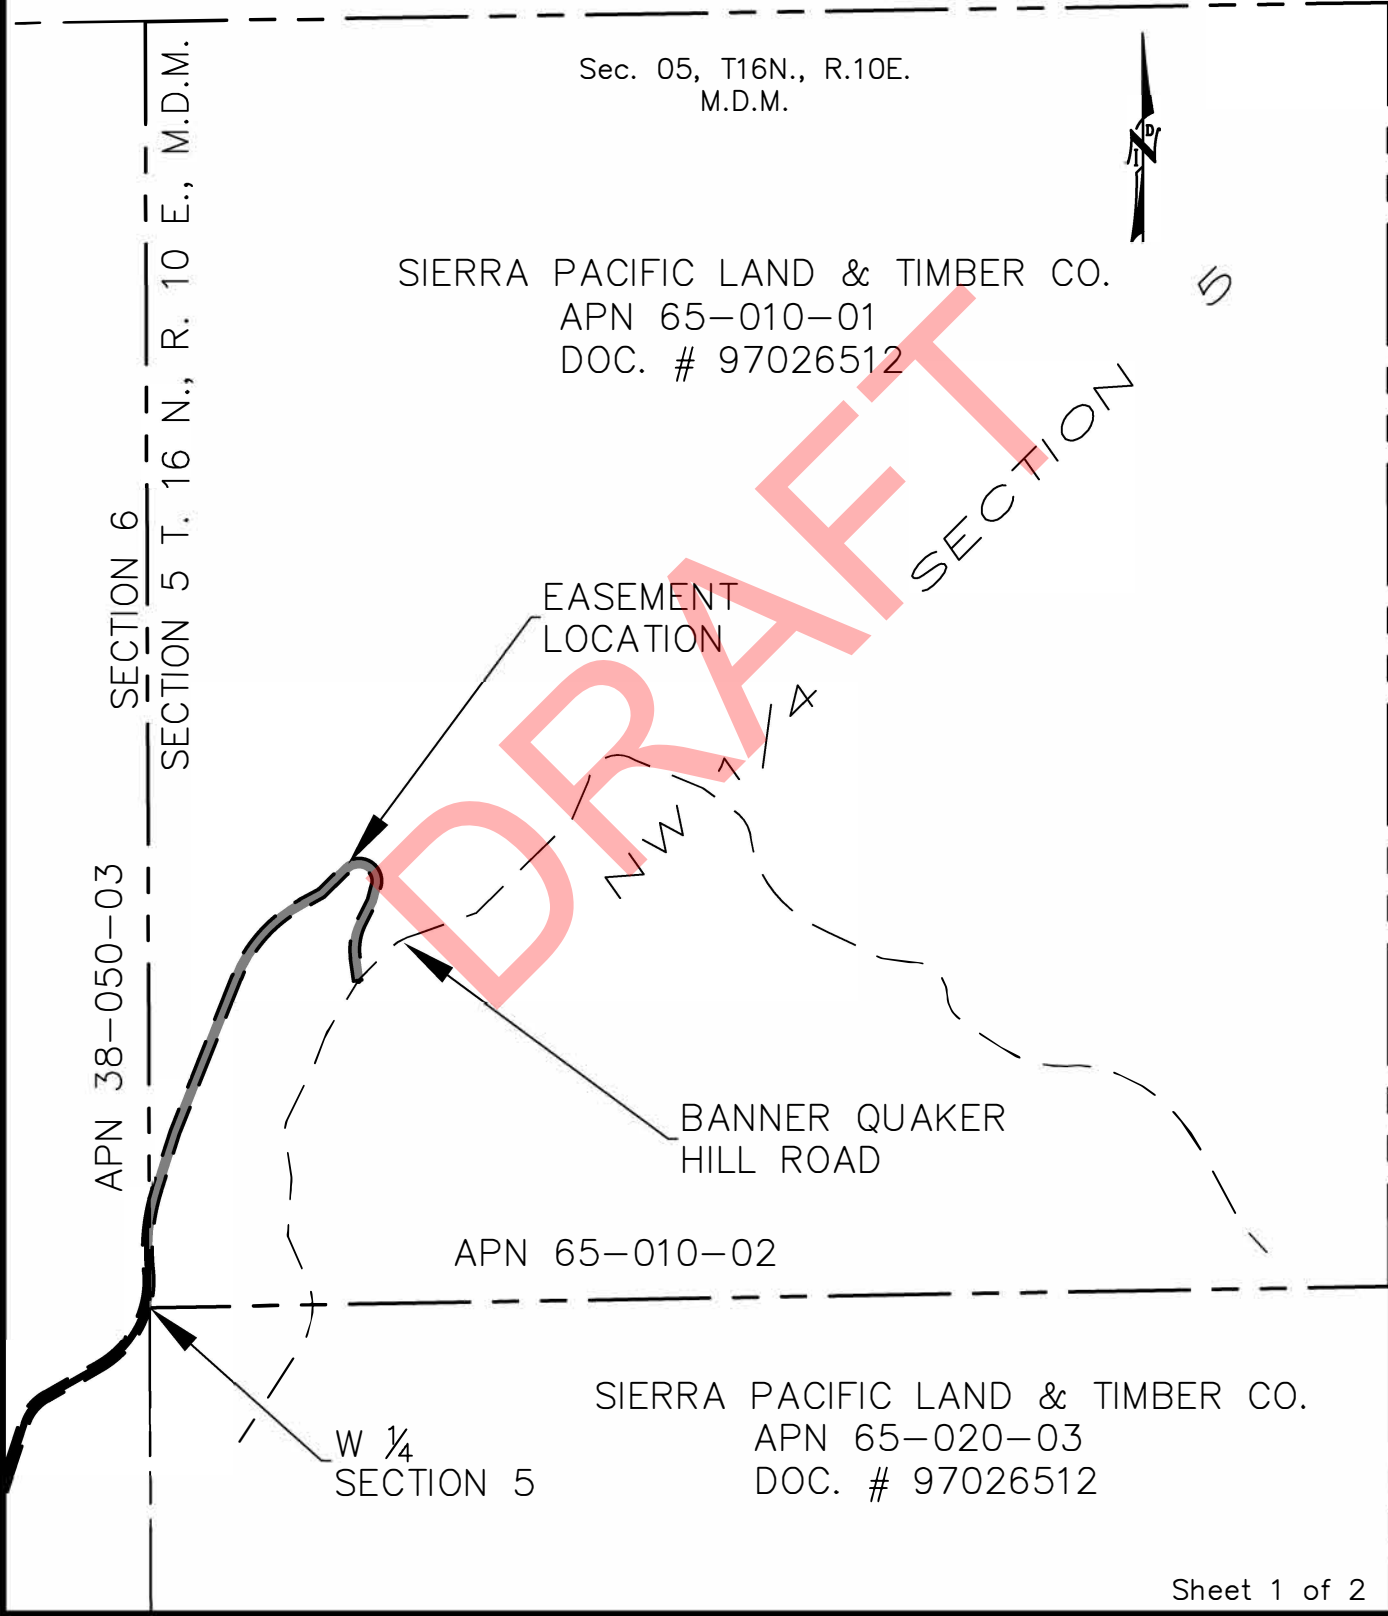 Sec. 05, T16N., R.10E.
M.D.M.
SIERRA PACIFIC LAND & TIMBER CO.
APN 65-010-01
DOC. # 97026512
SECTION 6
SECTION 5 T. 16 N., R. 10 E., M.D.M.
NW 1/4 SECTION 5
DRAFT
EASEMENT
LOCATION
APN 38-050-03
BANNER QUAKER
HILL ROAD
APN 65-010-02
SIERRA PACIFIC LAND & TIMBER CO.
APN 65-020-03
DOC. # 97026512
W ¼
SECTION 5
Sheet 1 of 2